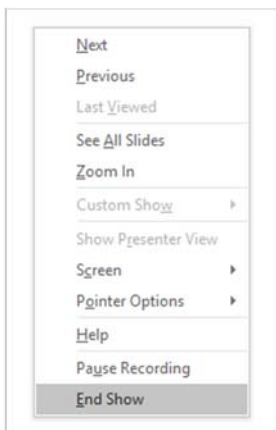 Next
Previous
Last Viewed
See All Slides
Zoom In
Custom Show
Show Presenter View
Screen
Pointer Options
Help
Pause Recording
End Show